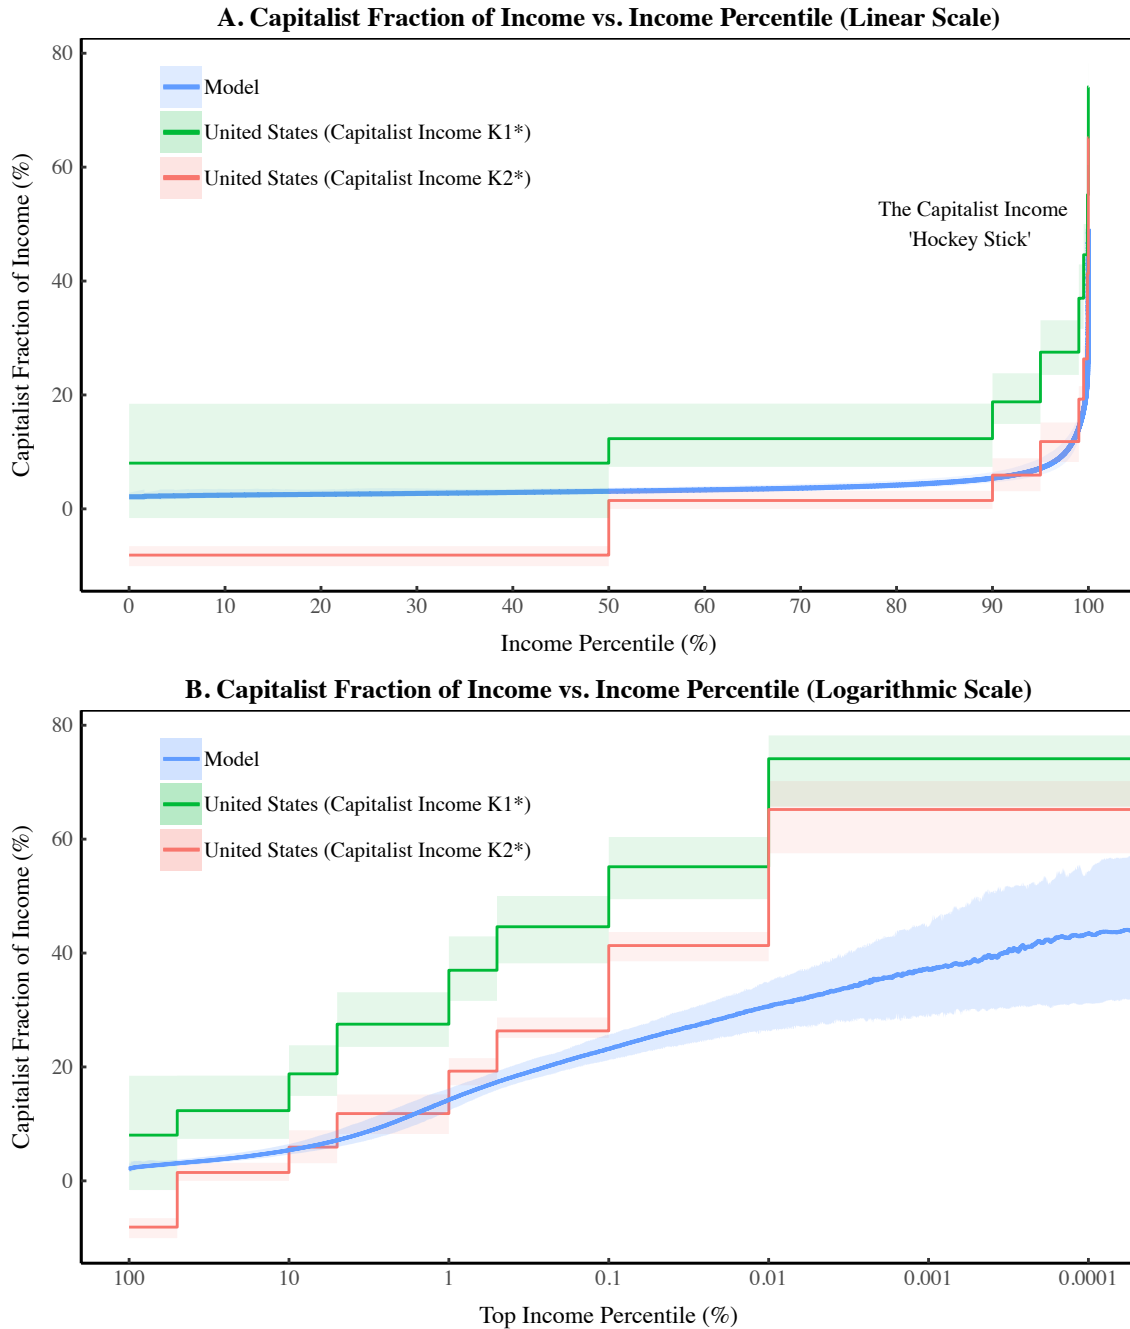 A. Capitalist Fraction of Income vs. Income Percentile (Linear Scale)
80
60
40
20
0
Capitalist Fraction of Income (%)
Model
United States (Capitalist Income K1*)
United States (Capitalist Income K2*)
The Capitalist Income
'Hockey Stick'
0 10 20 30 40 50 60 70 80 90 100
Income Percentile (%)
B. Capitalist Fraction of Income vs. Income Percentile (Logarithmic Scale)
80
60
40
20
0
Capitalist Fraction of Income (%)
Model
United States (Capitalist Income K1*)
United States (Capitalist Income K2*)
100 10 1 0.1 0.01 0.001 0.0001
Top Income Percentile (%)